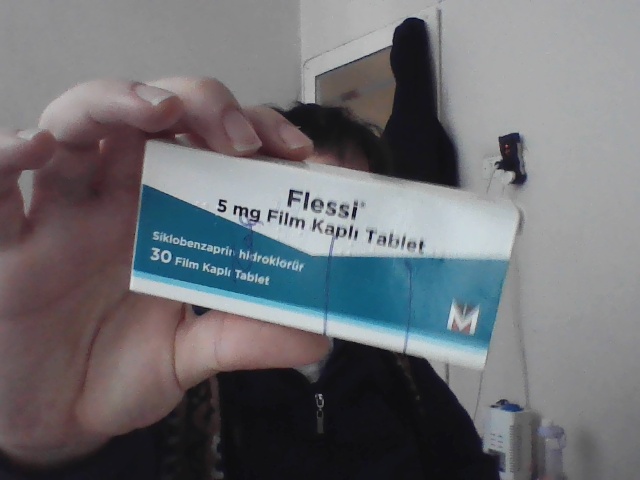 Flessi®
5 mg Film Kaplı Tablet
Siklobenzaprin hidroklorür
30 Film Kaplı Tablet